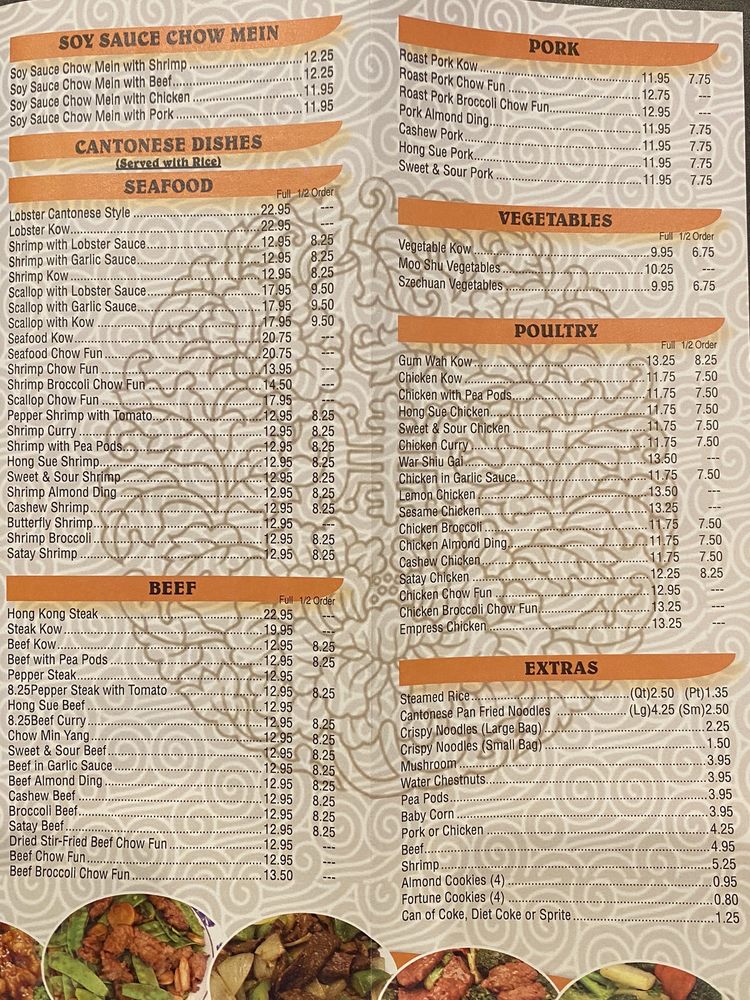 SOY SAUCE CHOW MEIN
Soy Sauce Chow Mein with Shrimp 12.25
Soy Sauce Chow Mein with Beef 12.25
Soy Sauce Chow Mein with Chicken 11.95
Soy Sauce Chow Mein with Pork 11.95
CANTONESE DISHES
(Served with Rice)
SEAFOOD
Full 1/2 Order
Lobster Cantonese Style 22.95 ---
Lobster Kow 22.95 ---
Shrimp with Lobster Sauce 12.95 8.25
Shrimp with Garlic Sauce 12.95 8.25
Shrimp Kow 12.95 8.25
Scallop with Lobster Sauce 17.95 9.50
Scallop with Garlic Sauce 17.95 9.50
Scallop with Kow 17.95 9.50
Seafood Kow 20.75 ---
Seafood Chow Fun 20.75 ---
Shrimp Chow Fun 13.95 ---
Shrimp Broccoli Chow Fun 14.50 ---
Scallop Chow Fun 17.95 ---
Pepper Shrimp with Tomato 12.95 8.25
Shrimp Curry 12.95 8.25
Shrimp with Pea Pods 12.95 8.25
Hong Sue Shrimp 12.95 8.25
Sweet & Sour Shrimp 12.95 8.25
Shrimp Almond Ding 12.95 8.25
Cashew Shrimp 12.95 8.25
Butterfly Shrimp 12.95 ---
Shrimp Broccoli 12.95 8.25
Satay Shrimp 12.95 8.25
BEEF
Full 1/2 Order
Hong Kong Steak 22.95 ---
Steak Kow 19.95 ---
Beef Kow 12.95 8.25
Beef with Pea Pods 12.95 8.25
Pepper Steak 12.95
8.25Pepper Steak with Tomato 12.95 8.25
Hong Sue Beef 12.95
8.25Beef Curry 12.95 8.25
Chow Min Yang 12.95 8.25
Sweet & Sour Beef 12.95 8.25
Beef in Garlic Sauce 12.95 8.25
Beef Almond Ding 12.95 8.25
Cashew Beef 12.95 8.25
Broccoli Beef 12.95 8.25
Satay Beef 12.95 8.25
Dried Stir-Fried Beef Chow Fun 12.95 ---
Beef Chow Fun 12.95 ---
Beef Broccoli Chow Fun 13.50 ---
PORK
Roast Pork Kow 11.95 7.75
Roast Pork Chow Fun 12.75 ---
Roast Pork Broccoli Chow Fun 12.95 ---
Pork Almond Ding 11.95 7.75
Cashew Pork 11.95 7.75
Hong Sue Pork 11.95 7.75
Sweet & Sour Pork 11.95 7.75
VEGETABLES
Full 1/2 Order
Vegetable Kow 9.95 6.75
Moo Shu Vegetables 10.25 ---
Szechuan Vegetables 9.95 6.75
POULTRY
Full 1/2 Order
Gum Wah Kow 13.25 8.25
Chicken Kow 11.75 7.50
Chicken with Pea Pods 11.75 7.50
Hong Sue Chicken 11.75 7.50
Sweet & Sour Chicken 11.75 7.50
Chicken Curry 11.75 7.50
War Shiu Gai 13.50 ---
Chicken in Garlic Sauce 11.75 7.50
Lemon Chicken 13.50 ---
Sesame Chicken 13.25 ---
Chicken Broccoli 11.75 7.50
Chicken Almond Ding 11.75 7.50
Cashew Chicken 11.75 7.50
Satay Chicken 12.25 8.25
Chicken Chow Fun 12.95 ---
Chicken Broccoli Chow Fun 13.25 ---
Empress Chicken 13.25 ---
EXTRAS
Steamed Rice (Qt)2.50 (Pt)1.35
Cantonese Pan Fried Noodles (Lg)4.25 (Sm)2.50
Crispy Noodles (Large Bag) 2.25
Crispy Noodles (Small Bag) 1.50
Mushroom 3.95
Water Chestnuts 3.95
Pea Pods 3.95
Baby Corn 3.95
Pork or Chicken 4.25
Beef 4.95
Shrimp 5.25
Almond Cookies (4) 0.95
Fortune Cookies (4) 0.80
Can of Coke, Diet Coke or Sprite 1.25